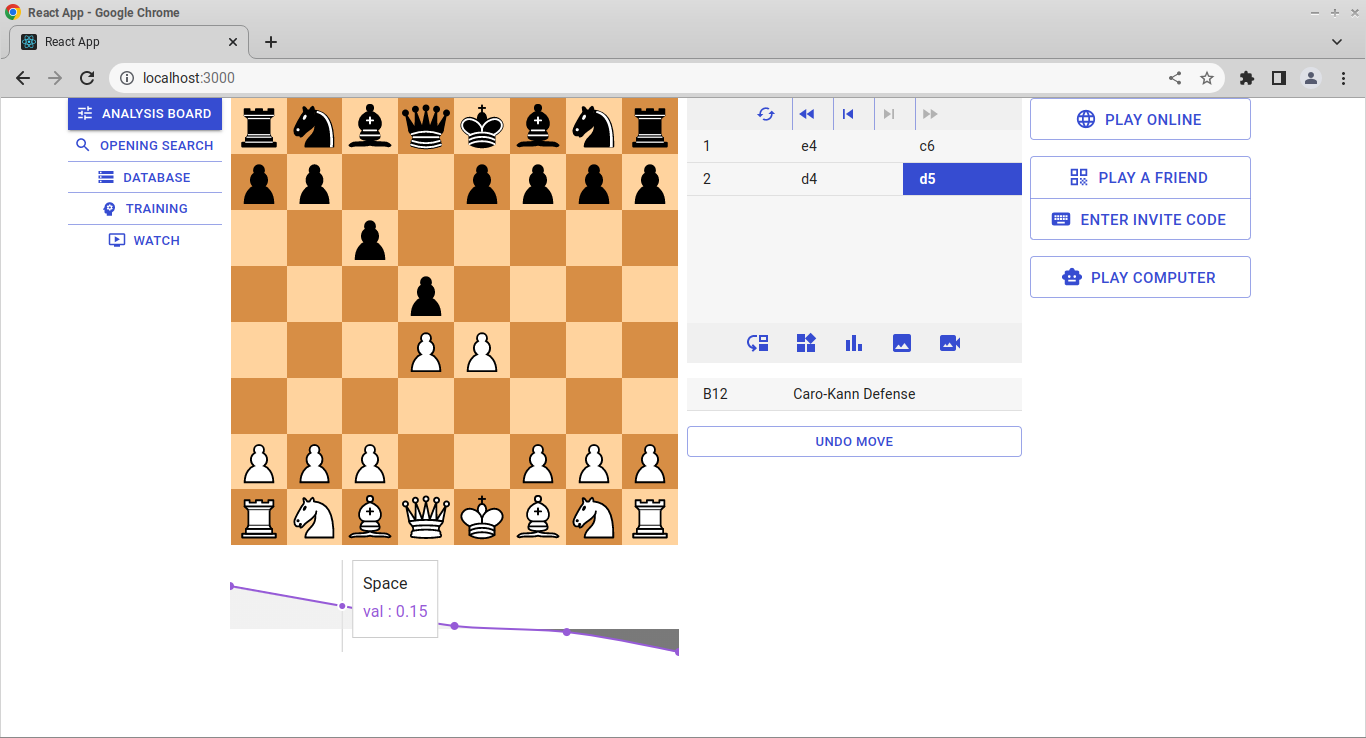 React App - Google Chrome
React App
localhost:3000
ANALYSIS BOARD
OPENING SEARCH
DATABASE
TRAINING
WATCH
1 e4 c6
2 d4 d5
B12 Caro-Kann Defense
UNDO MOVE
PLAY ONLINE
PLAY A FRIEND
ENTER INVITE CODE
PLAY COMPUTER
Space
val : 0.15